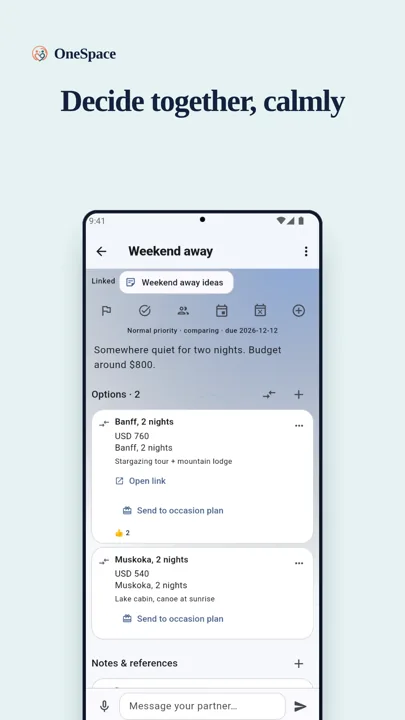 OneSpace
Decide together, calmly
9:41
Weekend away
Linked
Weekend away ideas
Normal priority · comparing · due 2026-12-12
Somewhere quiet for two nights. Budget
around $800.
Options · 2
Banff, 2 nights
USD 760
Banff, 2 nights
Stargazing tour + mountain lodge
Open link
Send to occasion plan
👍 2
Muskoka, 2 nights
USD 540
Muskoka, 2 nights
Lake cabin, canoe at sunrise
Send to occasion plan
Notes & references
Message your partner...